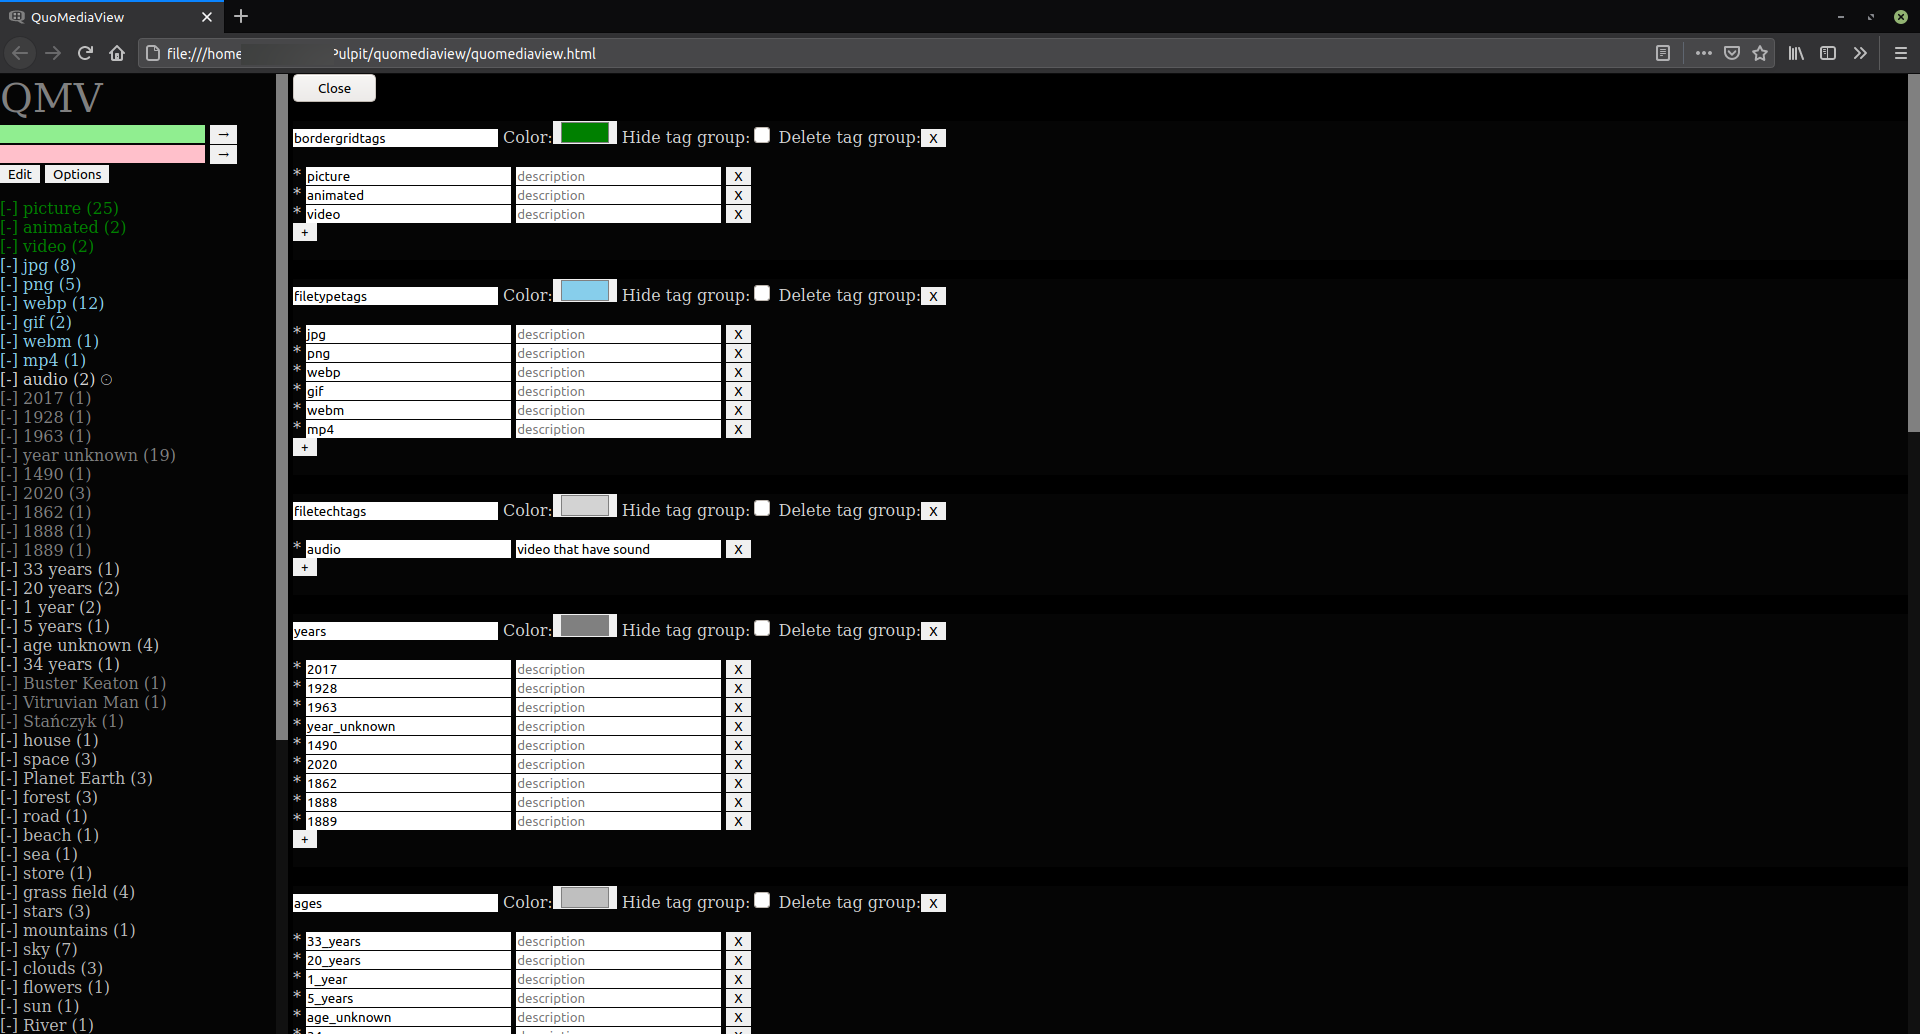 QuoMediaView
file:///home Pulpit/quomediaview/quomediaview.html
QMV
→
→
Edit Options
[-] picture (25)
[-] animated (2)
[-] video (2)
[-] jpg (8)
[-] png (5)
[-] webp (12)
[-] gif (2)
[-] webm (1)
[-] mp4 (1)
[-] audio (2) ⊙
[-] 2017 (1)
[-] 1928 (1)
[-] 1963 (1)
[-] year unknown (19)
[-] 1490 (1)
[-] 2020 (3)
[-] 1862 (1)
[-] 1888 (1)
[-] 1889 (1)
[-] 33 years (1)
[-] 20 years (2)
[-] 1 year (2)
[-] 5 years (1)
[-] age unknown (4)
[-] 34 years (1)
[-] Buster Keaton (1)
[-] Vitruvian Man (1)
[-] Stańczyk (1)
[-] house (1)
[-] space (3)
[-] Planet Earth (3)
[-] forest (3)
[-] road (1)
[-] beach (1)
[-] sea (1)
[-] store (1)
[-] grass field (4)
[-] stars (3)
[-] mountains (1)
[-] sky (7)
[-] clouds (3)
[-] flowers (1)
[-] sun (1)
[-] River (1)
Close
bordergridtags Color: Hide tag group: Delete tag group: X
* picture description X
* animated description X
* video description X
+
filetypetags Color: Hide tag group: Delete tag group: X
* jpg description X
* png description X
* webp description X
* gif description X
* webm description X
* mp4 description X
+
filetechtags Color: Hide tag group: Delete tag group: X
* audio video that have sound X
+
years Color: Hide tag group: Delete tag group: X
* 2017 description X
* 1928 description X
* 1963 description X
* year_unknown description X
* 1490 description X
* 2020 description X
* 1862 description X
* 1888 description X
* 1889 description X
+
ages Color: Hide tag group: Delete tag group: X
* 33_years description X
* 20_years description X
* 1_year description X
* 5_years description X
* age_unknown description X